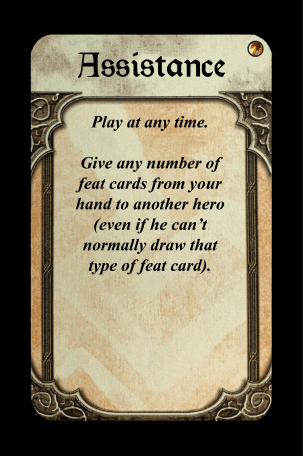 Assistance
Play at any time.
Give any number of
feat cards from your
hand to another hero
(even if he can't
normally draw that
type of feat card).